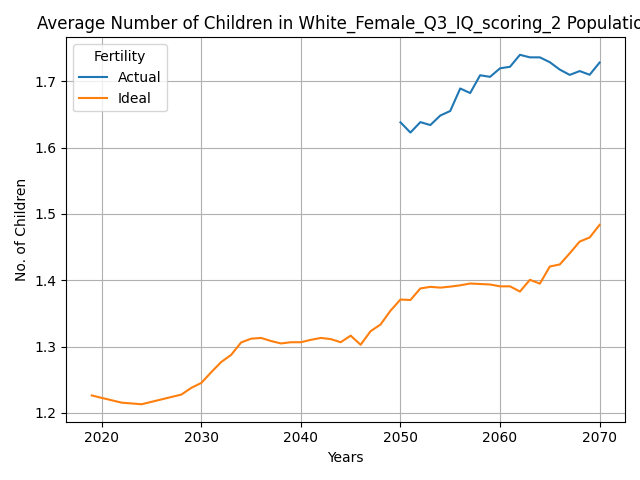 Average Number of Children in White_Female_Q3_IQ_scoring_2 Populatio
Fertility
Actual
Ideal
No. of Children
1.7
1.6
1.5
1.4
1.3
1.2
2020 2030 2040 2050 2060 2070
Years